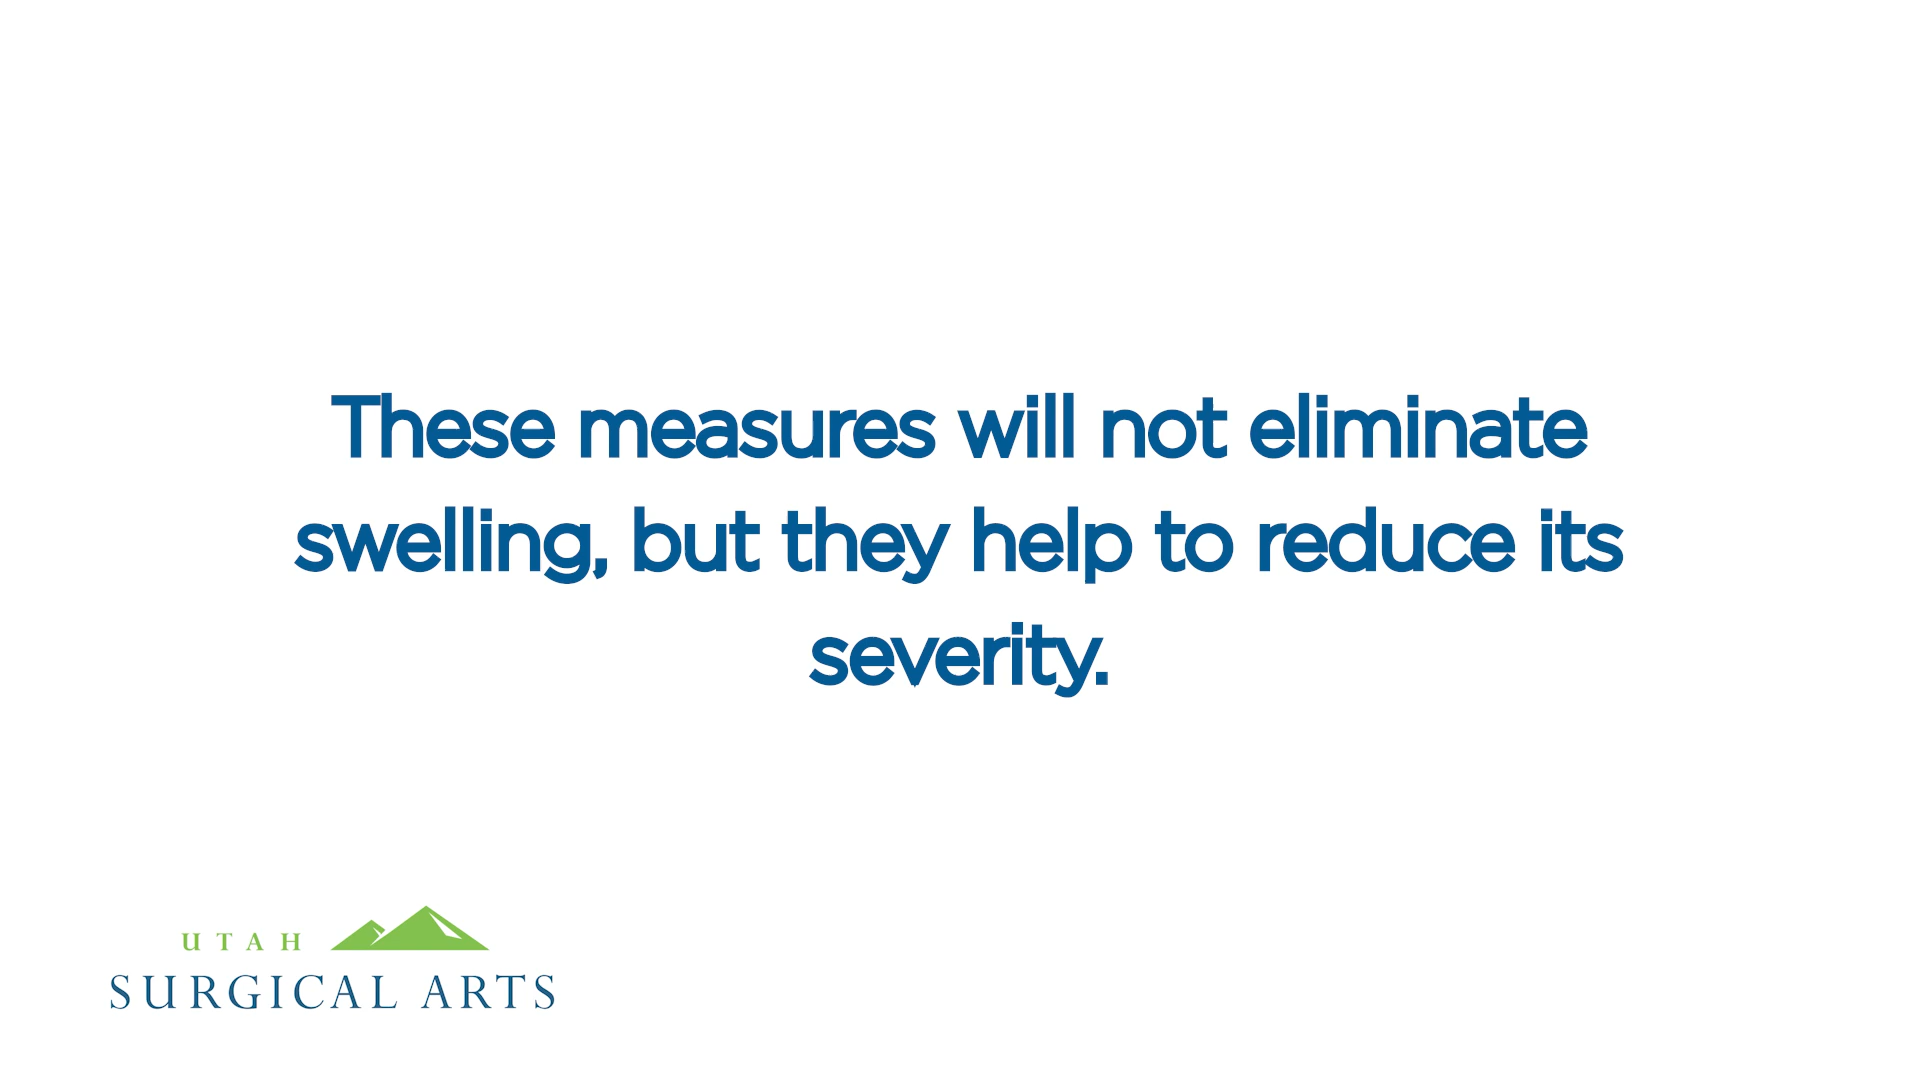 These measures will not eliminate
swelling, but they help to reduce its
severity.
UTAH
SURGICAL ARTS